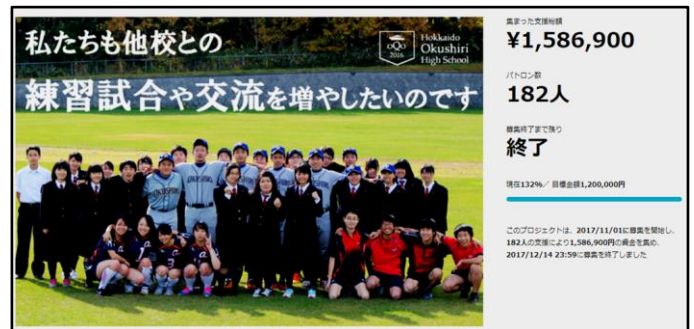 私たちも他校との
練習試合や交流を増やしたいのです
oQo
2016
Hokkaido
Okushiri
High School
集まった支援総額
¥1,586,900
パトロン数
182人
募集終了まで残り
終了
現在132%／ 目標金額1,200,000円
このプロジェクトは、2017/11/01に募集を開始し、
182人の支援により1,586,900円の資金を集め、
2017/12/14 23:59に募集を終了しました